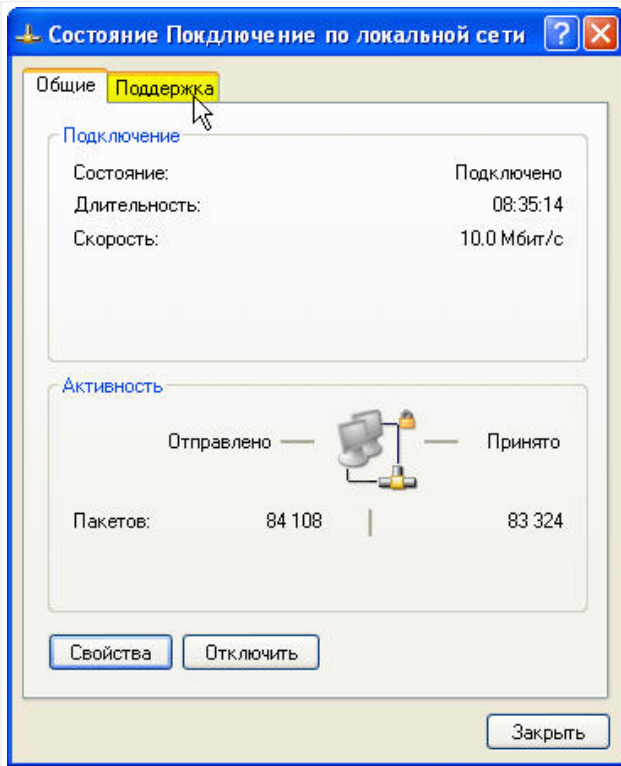 Состояние Покдлючение по локальной сети
Общие Поддержка
Подключение
Состояние: Подключено
Длительность: 08:35:14
Скорость: 10.0 Мбит/с
Активность
Отправлено Принято
Пакетов: 84 108 83 324
Свойства Отключить
Закрыть